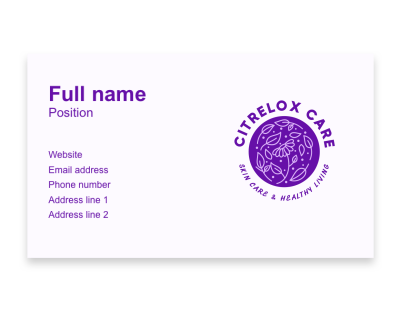 Full name
Position
Website
Email address
Phone number
Address line 1
Address line 2
CITRELOX CARE
SKIN CARE & HEALTHY LIVING